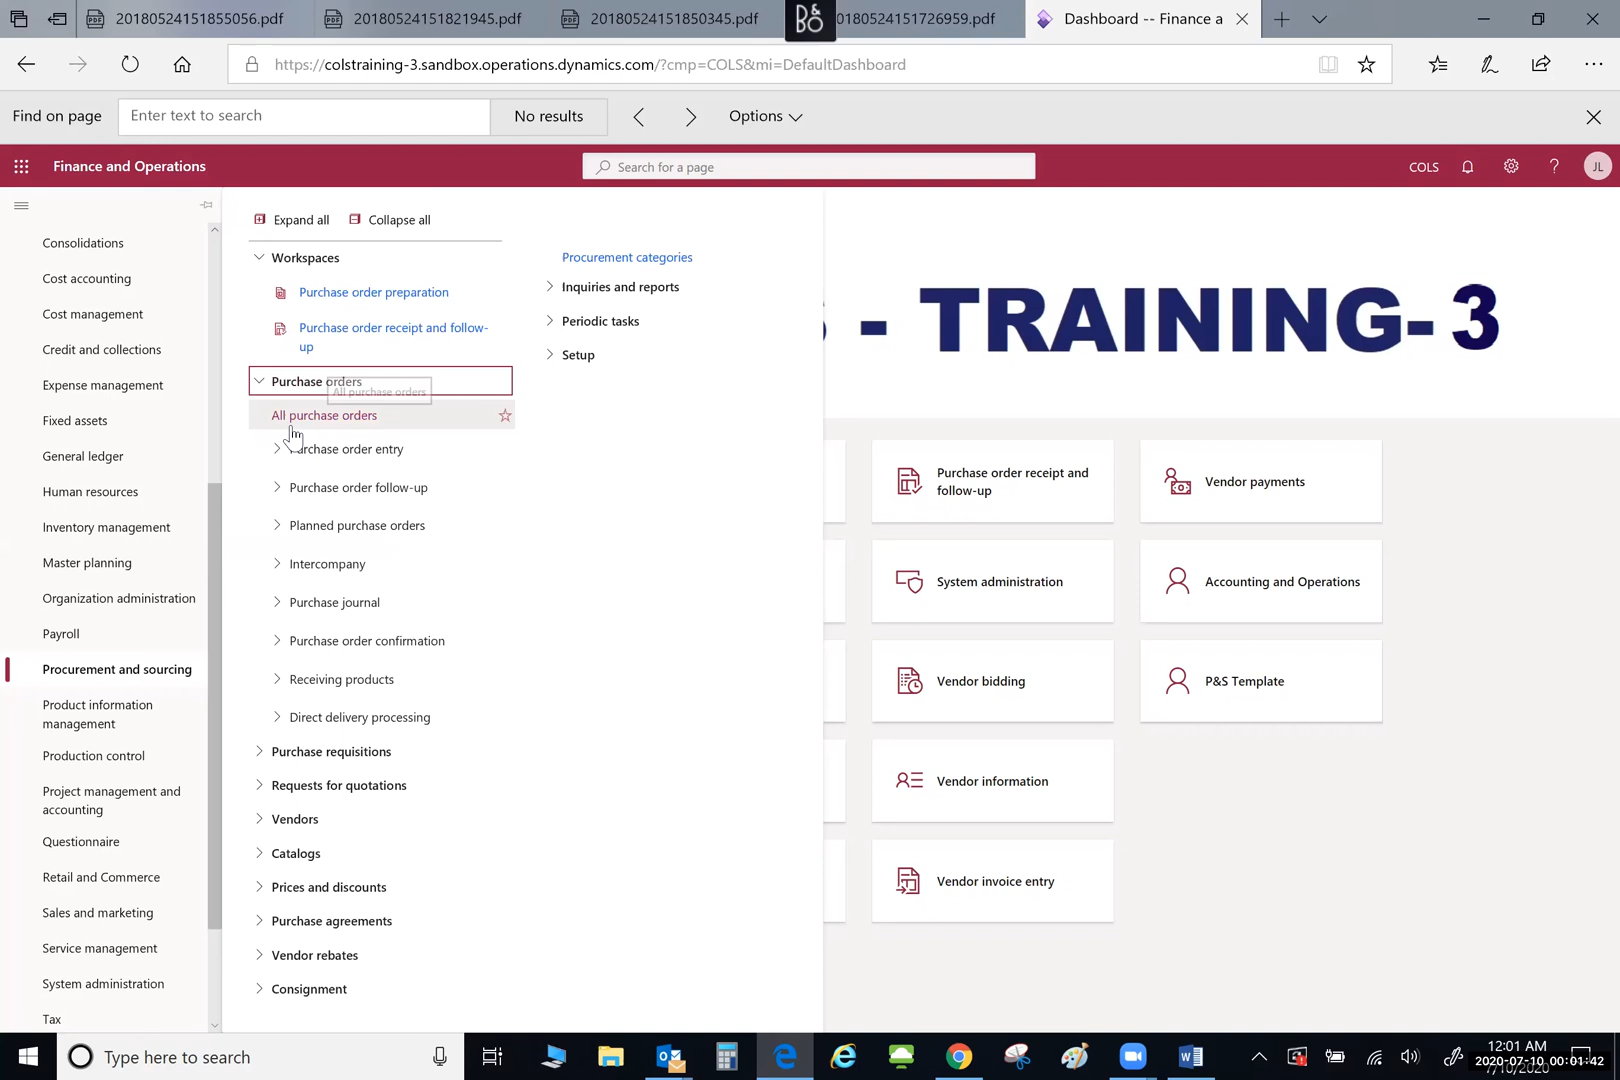 20180524151855056.pdf
20180524151821945.pdf
20180524151850345.pdf
B&O
018052415172​6959.pdf
Dashboard -- Finance a
https://colstraining-3.sandbox.operations.dynamics.com/?cmp=COLS&mi=DefaultDashboard
Find on page
Enter text to search
No results
Options
Finance and Operations
Search for a page
COLS
?
JL
Consolidations
Cost accounting
Cost management
Credit and collections
Expense management
Fixed assets
General ledger
Human resources
Inventory management
Master planning
Organization administration
Payroll
Procurement and sourcing
Product information
management
Production control
Project management and
accounting
Questionnaire
Retail and Commerce
Sales and marketing
Service management
System administration
Tax
Expand all
Collapse all
Workspaces
Purchase order preparation
Purchase order receipt and follow-
up
Purchase orders
All purchase orders
All purchase orders
Purchase order entry
Purchase order follow-up
Planned purchase orders
Intercompany
Purchase journal
Purchase order confirmation
Receiving products
Direct delivery processing
Purchase requisitions
Requests for quotations
Vendors
Catalogs
Prices and discounts
Purchase agreements
Vendor rebates
Consignment
Procurement categories
Inquiries and reports
Periodic tasks
Setup
- TRAINING-3
Purchase order receipt and
follow-up
Vendor payments
System administration
Accounting and Operations
Vendor bidding
P&S Template
Vendor information
Vendor invoice entry
Type here to search
12:01 AM
7/10/2020
2020-07-10 00:01:42